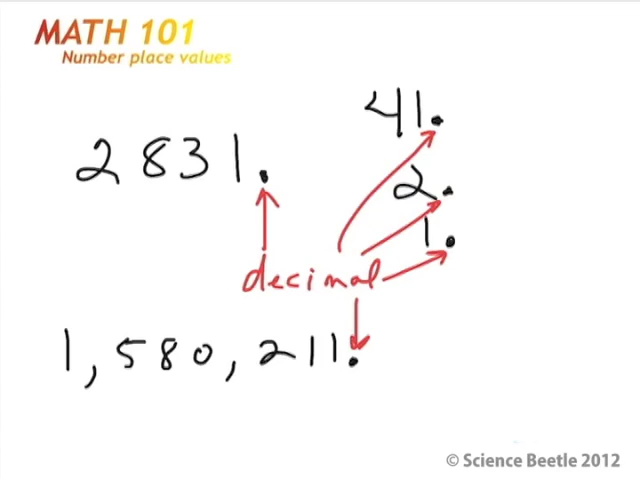 MATH 101
Number place values
41.
2831.
2.
1.
decimal
1,580,211.
© Science Beetle 2012